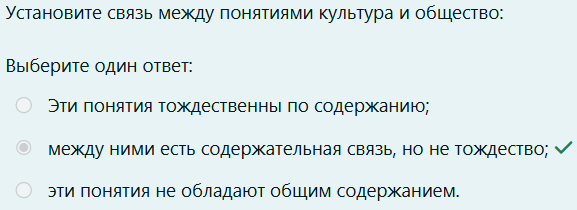 Установите связь между понятиями культура и общество:
Выберите один ответ:
Эти понятия тождественны по содержанию;
между ними есть содержательная связь, но не тождество;
эти понятия не обладают общим содержанием.